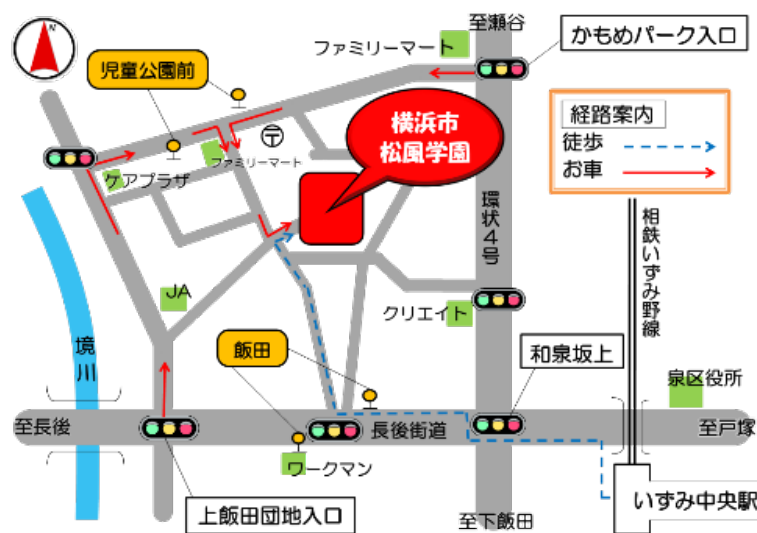 N
至瀬谷
ファミリーマート
かもめパーク入口
児童公園前
経路案内
徒歩
お車
〒
横浜市
松風学園
ファミリーマート
ケアプラザ
環状4号
相鉄いずみ野線
JA
クリエイト
境川
飯田
和泉坂上
泉区役所
至長後
長後街道
至戸塚
ワークマン
いずみ中央駅
上飯田団地入口
至下飯田